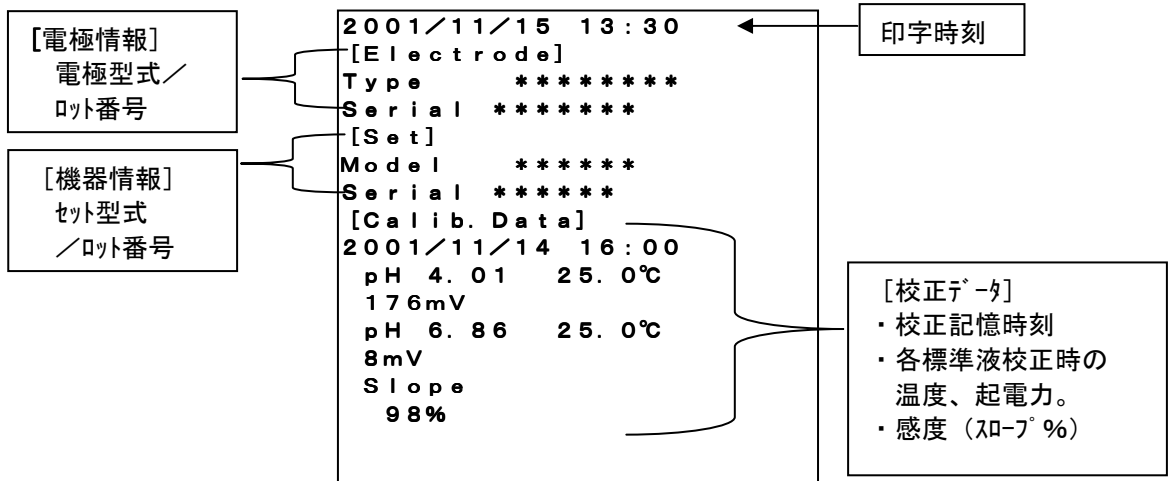 [電極情報]
電極型式／
ﾛｯﾄ番号
[機器情報]
ｾｯﾄ型式
／ﾛｯﾄ番号
２００１／１１／１５　１３：３０
[Ｅｌｅｃｔｒｏｄｅ]
Ｔｙｐｅ　　　＊＊＊＊＊＊＊＊
Ｓｅｒｉａｌ　＊＊＊＊＊＊＊
[Ｓｅｔ]
Ｍｏｄｅｌ　　　＊＊＊＊＊＊
Ｓｅｒｉａｌ　＊＊＊＊＊＊
[Ｃａｌｉｂ．Ｄａｔａ]
２００１／１１／１４　１６：００
ｐＨ　４．０１　　２５．０℃
１７６ｍＶ
ｐＨ　６．８６　　２５．０℃
８ｍＶ
Ｓｌｏｐｅ
９８％
印字時刻
[校正ﾃﾞｰﾀ]
・校正記憶時刻
・各標準液校正時の
温度、起電力。
・感度（ｽﾛｰﾌﾟ％）